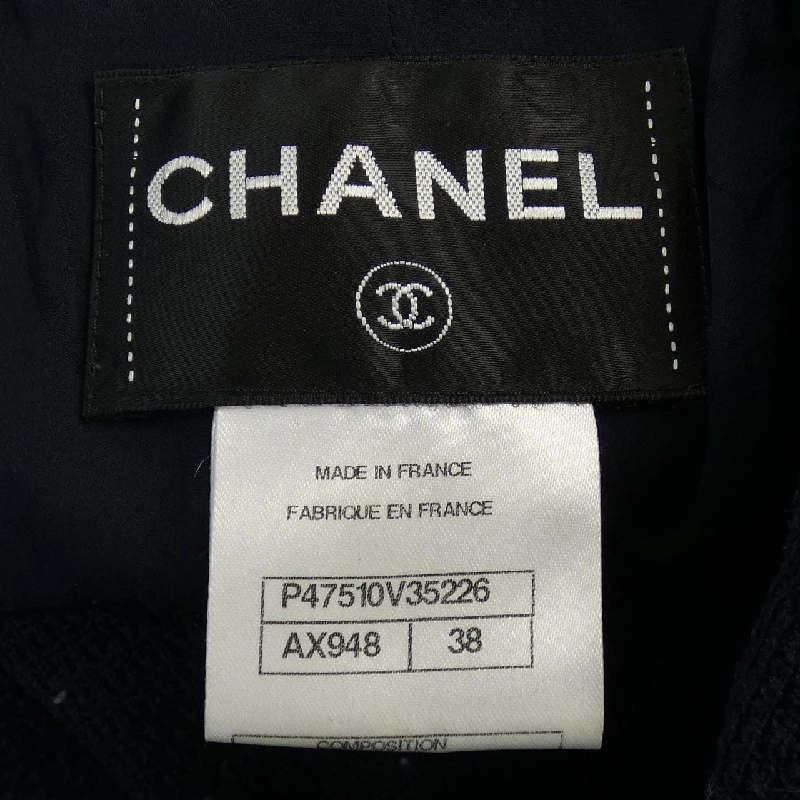 CHANEL
MADE IN FRANCE
FABRIQUE EN FRANCE
P47510V35226
AX948 38
COMPOSITION